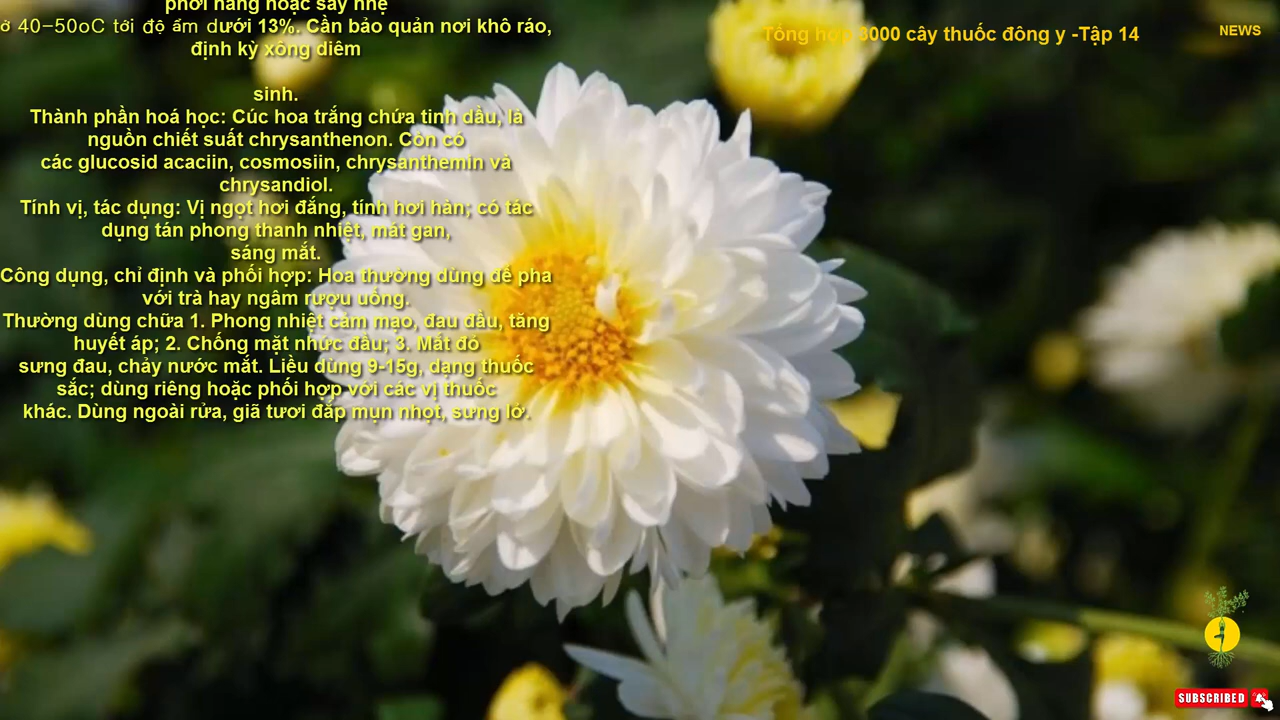 phơi nắng hoặc sấy nhẹ
ở 40–50oC tới độ ẩm dưới 13%. Cần bảo quản nơi khô ráo,
định kỳ xông diêm
sinh.
Thành phần hoá học: Cúc hoa trắng chứa tinh dầu, là
nguồn chiết suất chrysanthenon. Còn có
các glucosid acaciin, cosmosiin, chrysanthemin và
chrysandiol.
Tính vị, tác dụng: Vị ngọt hơi đắng, tính hơi hàn; có tác
dụng tán phong thanh nhiệt, mát gan,
sáng mắt.
Công dụng, chỉ định và phối hợp: Hoa thường dùng để pha
với trà hay ngâm rượu uống.
Thường dùng chữa 1. Phong nhiệt cảm mạo, đau đầu, tăng
huyết áp; 2. Chóng mặt nhức đầu; 3. Mắt đỏ
sưng đau, chảy nước mắt. Liều dùng 9-15g, dạng thuốc
sắc; dùng riêng hoặc phối hợp với các vị thuốc
khác. Dùng ngoài rửa, giã tươi đắp mụn nhọt, sưng lở.
Tổng hợp 3000 cây thuốc đông y -Tập 14
NEWS
SUBSCRIBED